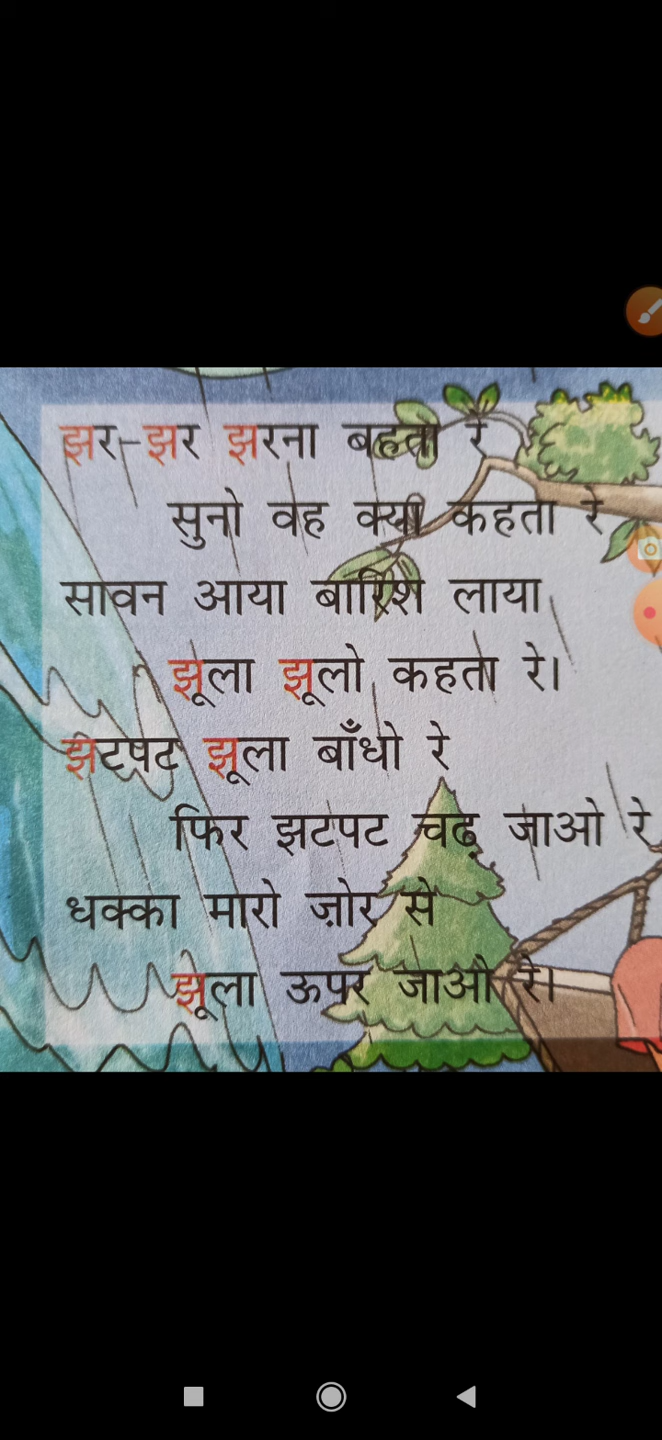 झर-झर झरना बहता रे
सुनो वह क्या कहता रे
सावन आया बारिश लाया
झूला झूलो कहता रे।
झटपट झूला बाँधो रे
फिर झटपट चढ़ जाओ रे
धक्का मारो ज़ोर से
झूला ऊपर जाओ रे।